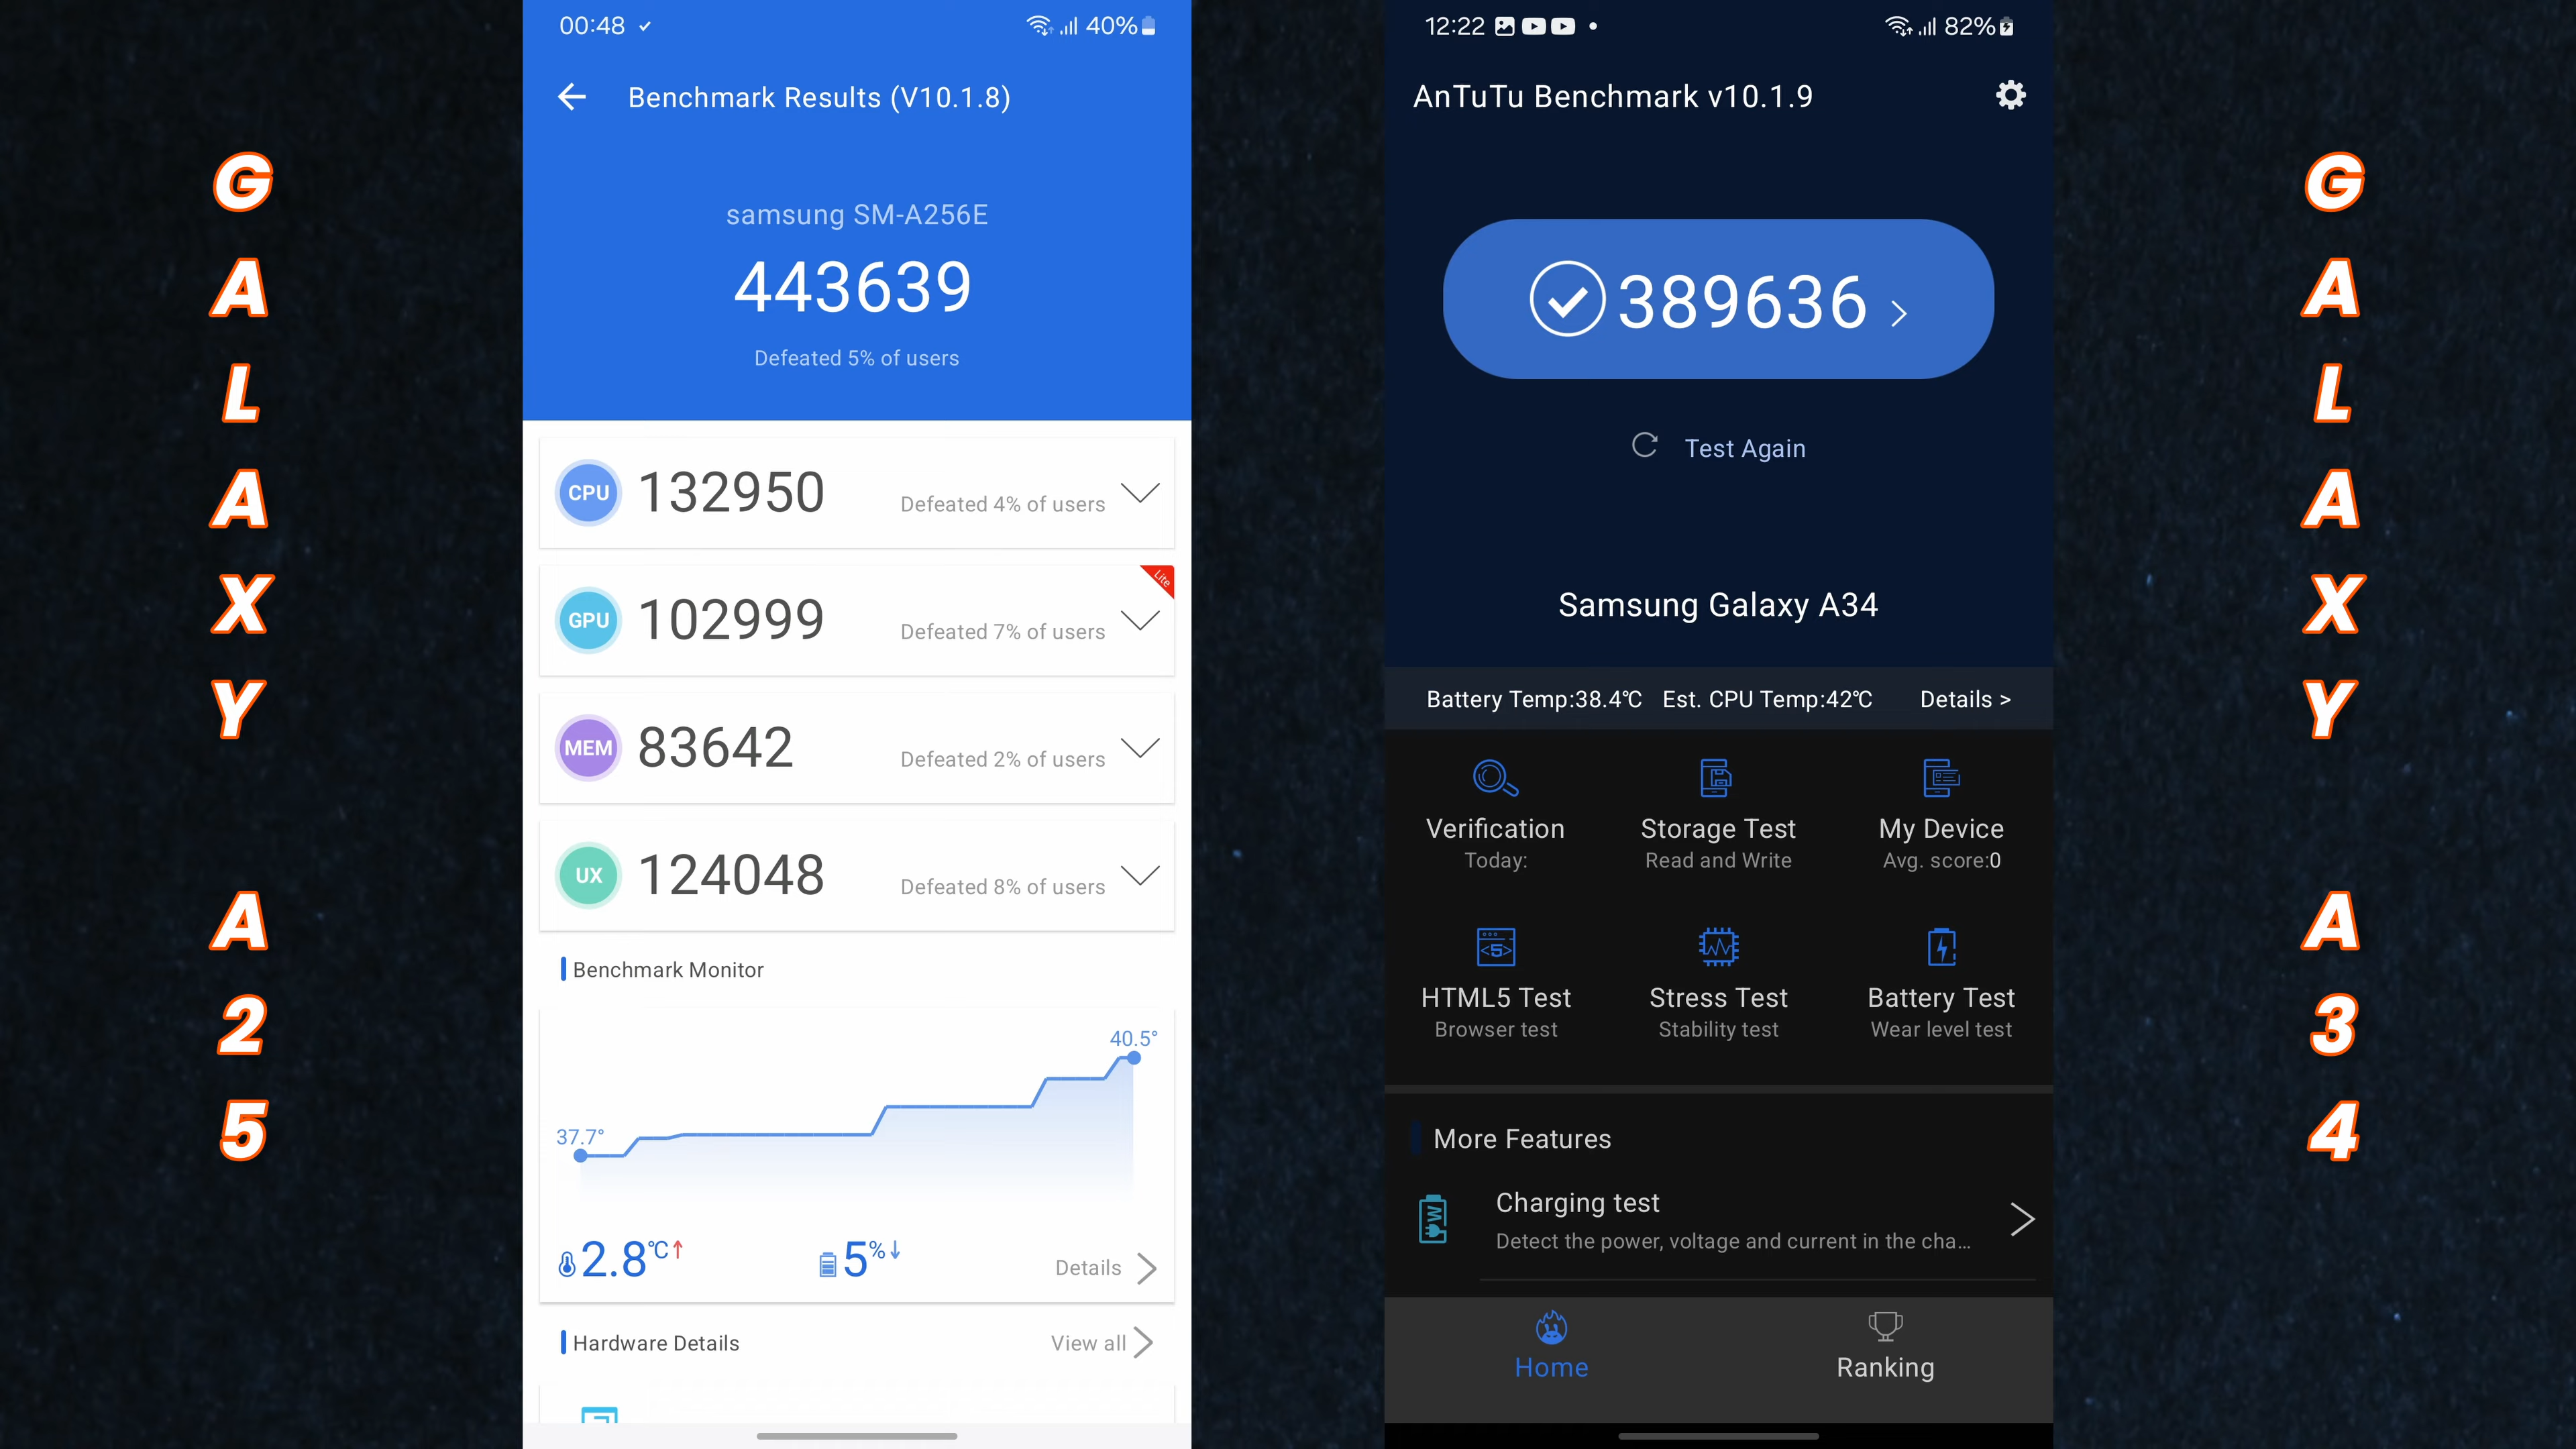 G
A
L
A
X
Y
A
2
5
00:48
40%
Benchmark Results (V10.1.8)
samsung SM-A256E
443639
Defeated 5% of users
CPU 132950 Defeated 4% of users
Lite
GPU 102999 Defeated 7% of users
MEM 83642 Defeated 2% of users
UX 124048 Defeated 8% of users
Benchmark Monitor
40.5°
37.7°
2.8°C↑ 5%↓ Details
Hardware Details View all
12:22
82%
AnTuTu Benchmark v10.1.9
389636
Test Again
Samsung Galaxy A34
Battery Temp:38.4℃ Est. CPU Temp:42℃ Details >
Verification Storage Test My Device
Today: Read and Write Avg. score:0
<5>
HTML5 Test Stress Test Battery Test
Browser test Stability test Wear level test
More Features
W
Charging test
Detect the power, voltage and current in the cha...
Home Ranking
G
A
L
A
X
Y
A
3
4